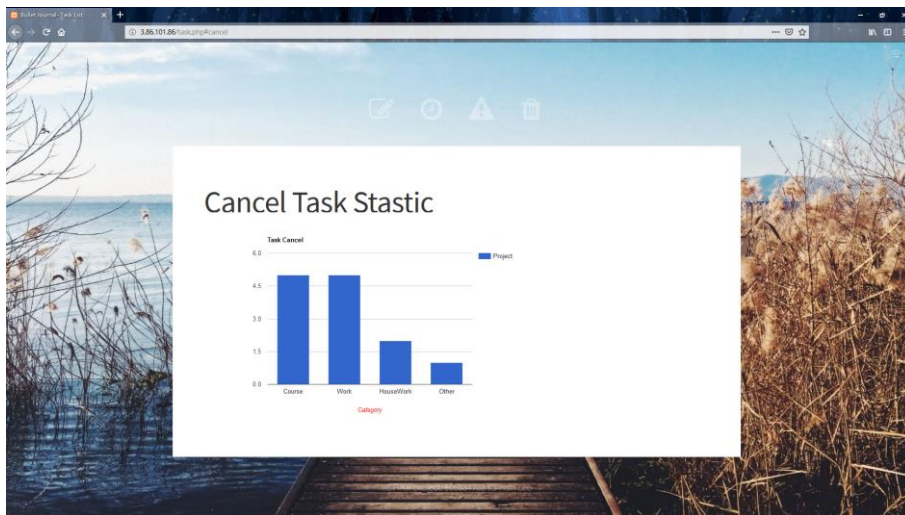 Bullet Journal - Task List
3.86.101.86/task.php#cancel
Cancel Task Stastic
Task Cancel
6.0
Project
4.5
3.0
1.5
0.0
Course Work HouseWork Other
Category